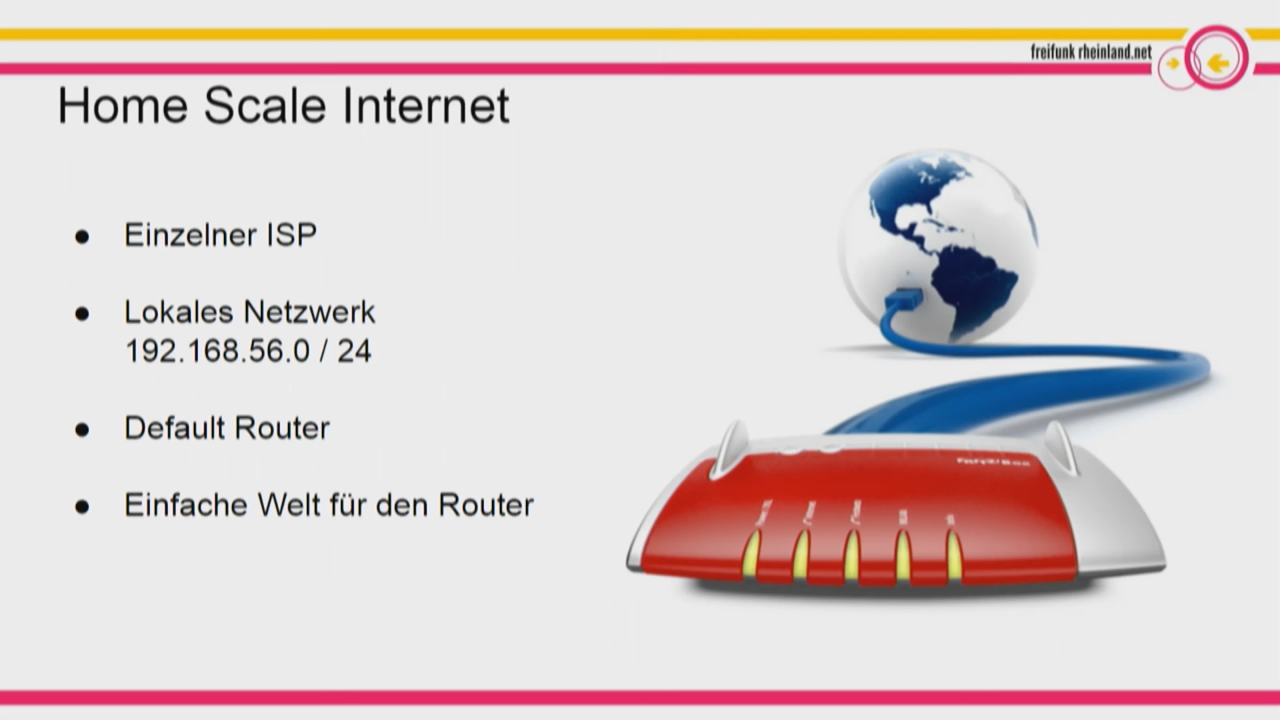 freifunk rheinland.net
Home Scale Internet
● Einzelner ISP
● Lokales Netzwerk
192.168.56.0 / 24
● Default Router
● Einfache Welt für den Router